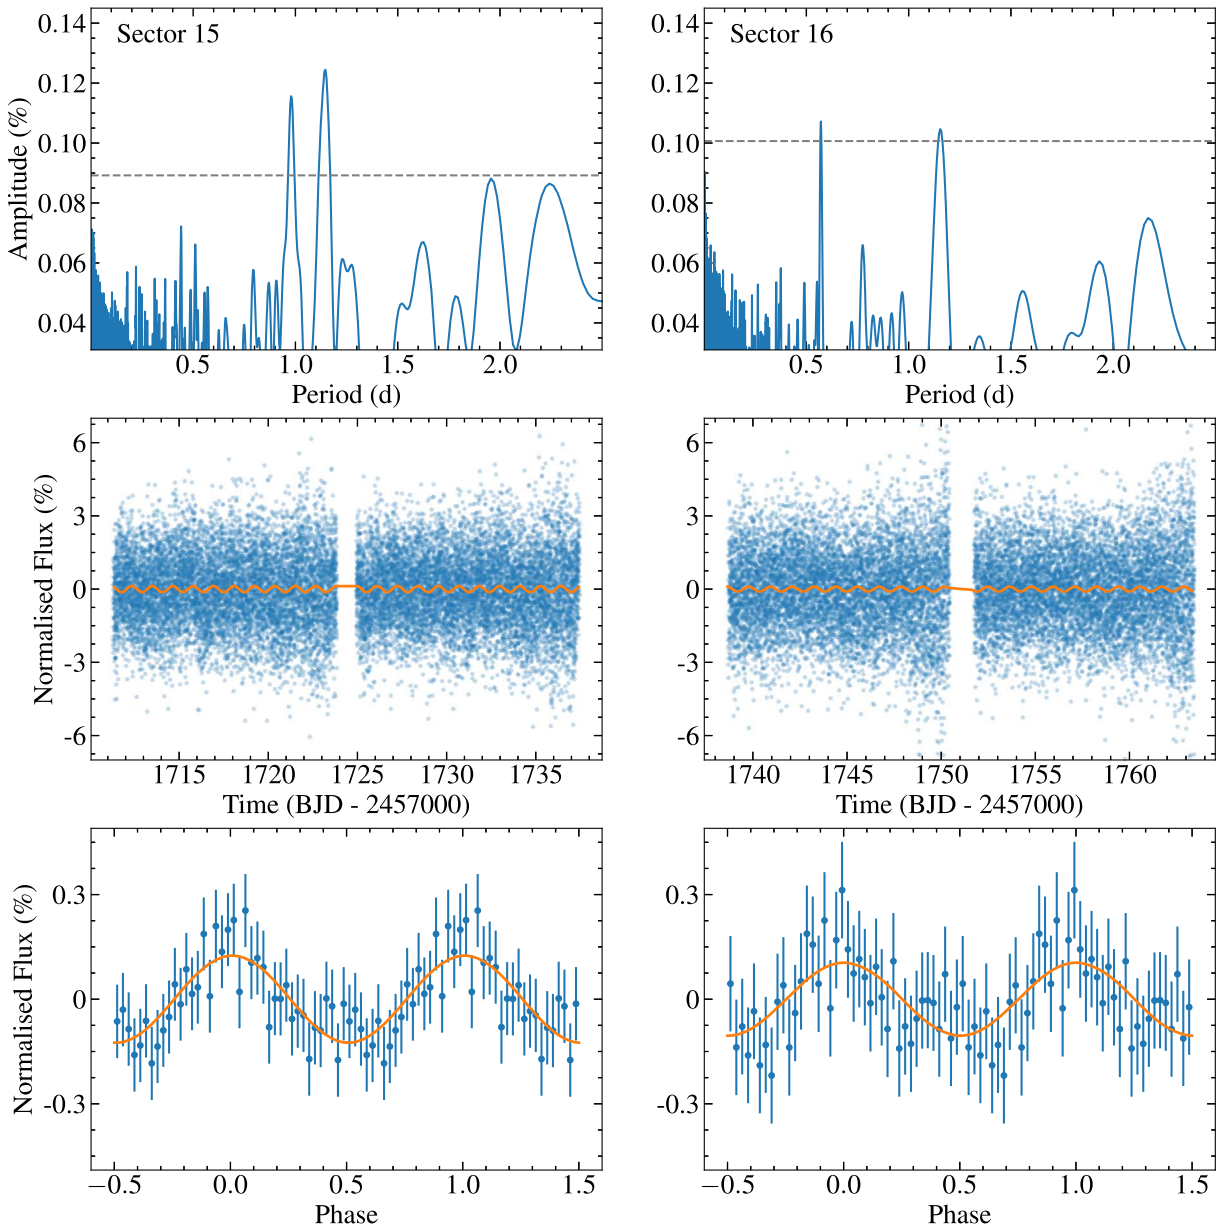 Sector 15
Amplitude (%)
0.14
0.12
0.10
0.08
0.06
0.04
0.5 1.0 1.5 2.0
Period (d)
Sector 16
0.14
0.12
0.10
0.08
0.06
0.04
0.5 1.0 1.5 2.0
Period (d)
Normalised Flux (%)
6
3
0
-3
-6
1715 1720 1725 1730 1735
Time (BJD - 2457000)
6
3
0
-3
-6
1740 1745 1750 1755 1760
Time (BJD - 2457000)
Normalised Flux (%)
0.3
0
-0.3
−0.5 0.0 0.5 1.0 1.5
Phase
0.3
0
-0.3
−0.5 0.0 0.5 1.0 1.5
Phase